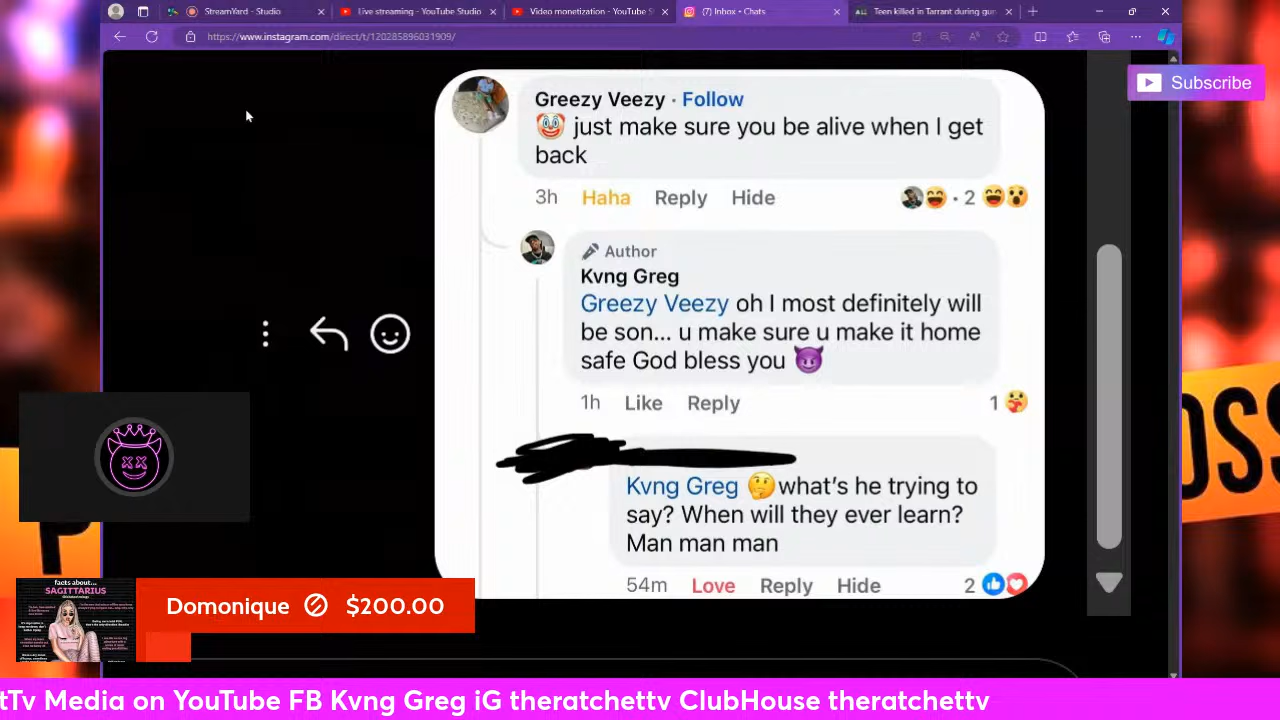 StreamYard - Studio
Live streaming - YouTube Studio
Video monetization - YouTube S
(7) Inbox • Chats
Teen killed in Tarrant during gun
https://www.instagram.com/direct/t/120285896031909/
Subscribe
Greezy Veezy · Follow
🤡 just make sure you be alive when I get
back
3h Haha Reply Hide
· 2
Author
Kvng Greg
Greezy Veezy oh I most definitely will
be son... u make sure u make it home
safe God bless you 😈
1h Like Reply
1
Kvng Greg 🤔what's he trying to
say? When will they ever learn?
Man man man
54m Love Reply Hide
2
OSS
facts about...
SAGITTARIUS
Domonique $200.00
tTv Media on YouTube FB Kvng Greg iG theratchettv ClubHouse theratchettv